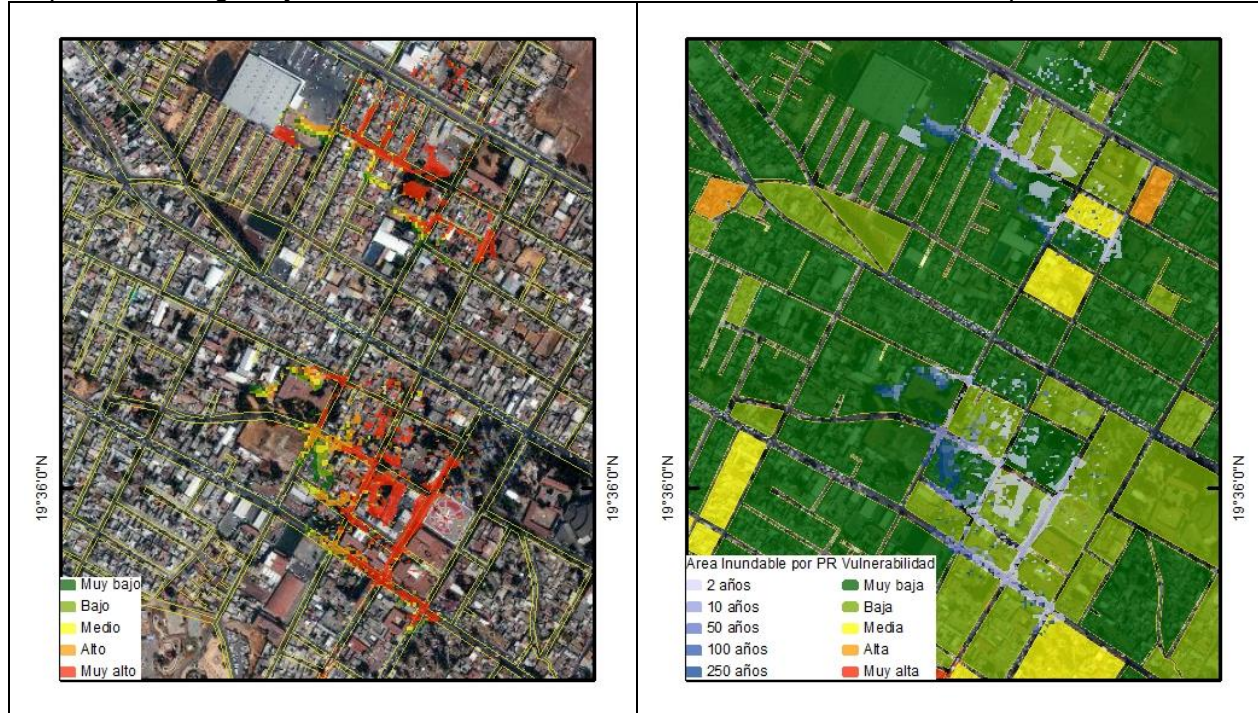 19°36'0"N
19°36'0"N
Muy bajo
Bajo
Medio
Alto
Muy alto
19°36'0"N
19°36'0"N
Area Inundable por PR Vulnerabilidad
2 años Muy baja
10 años Baja
50 años Media
100 años Alta
250 años Muy alta